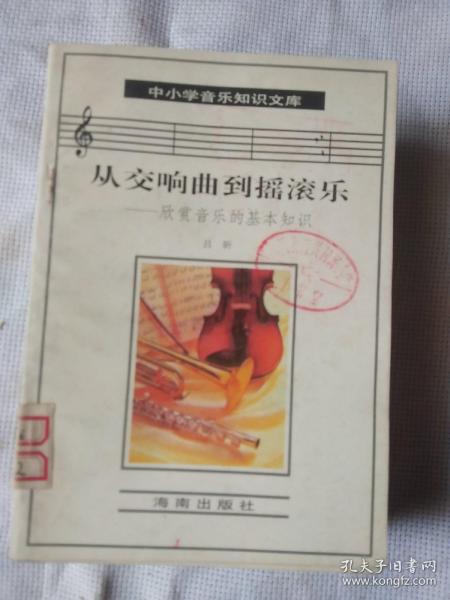 中小学音乐知识文库
从交响曲到摇滚乐
——欣赏音乐的基本知识
吕昕
海南出版社
孔夫子旧书网
www.kongfz.com